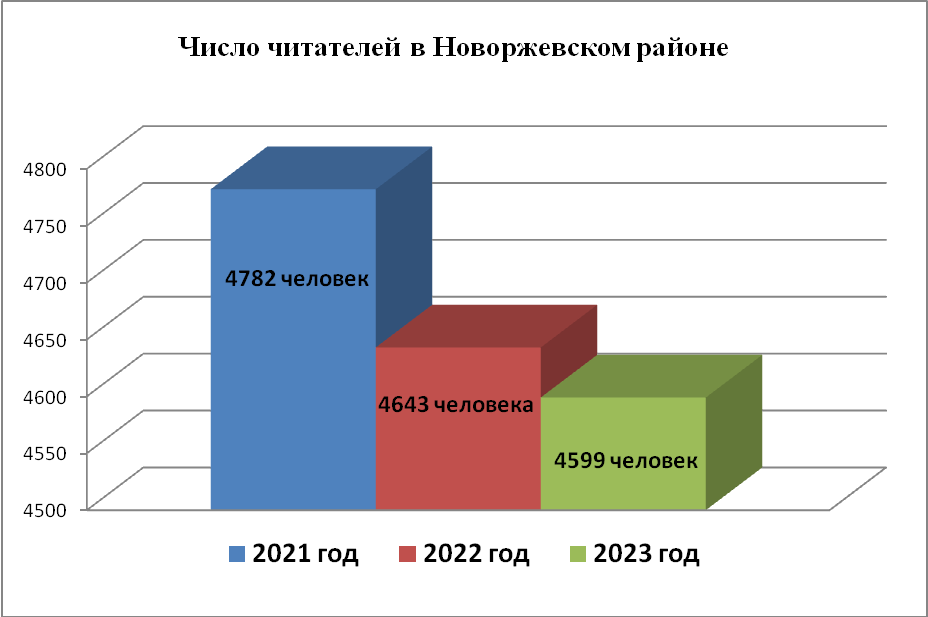 Число читателей в Новоржевском районе
4800
4750
4700
4650
4600
4550
4500
4782 человек
4643 человека
4599 человек
2021 год 2022 год 2023 год